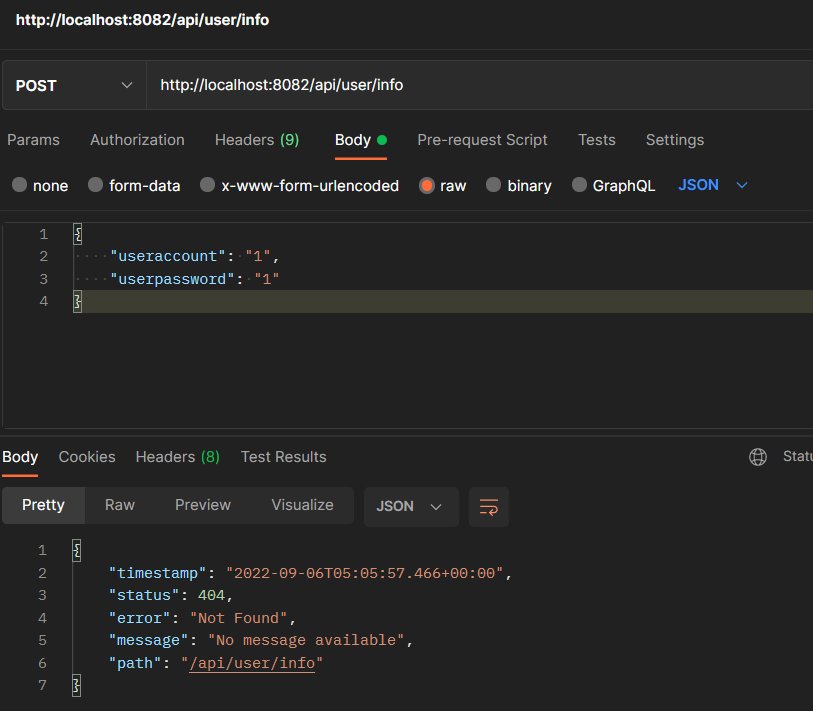 http://localhost:8082/api/user/info
POST http://localhost:8082/api/user/info
Params Authorization Headers (9) Body Pre-request Script Tests Settings
none form-data x-www-form-urlencoded raw binary GraphQL JSON
1 {
2 "useraccount": "1",
3 "userpassword": "1"
4 }
Body Cookies Headers (8) Test Results Statu
Pretty Raw Preview Visualize JSON
1 {
2 "timestamp": "2022-09-06T05:05:57.466+00:00",
3 "status": 404,
4 "error": "Not Found",
5 "message": "No message available",
6 "path": "/api/user/info"
7 }